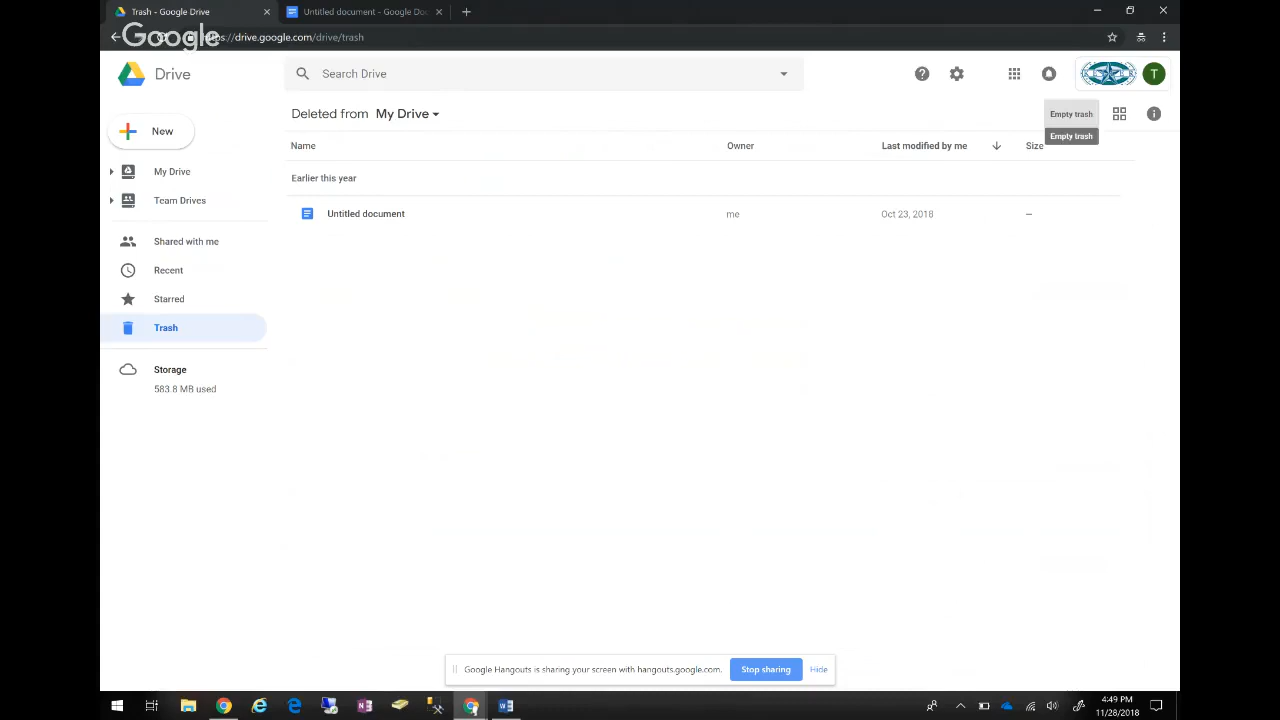 Trash - Google Drive
Untitled document - Google Doc
Google
https://drive.google.com/drive/trash
Drive
Search Drive
T
Deleted from My Drive
Empty trash
Empty trash
New
Name
Owner
Last modified by me
Size
My Drive
Earlier this year
Team Drives
Untitled document
me
Oct 23, 2018
–
Shared with me
Recent
Starred
Trash
Storage
583.8 MB used
Google Hangouts is sharing your screen with hangouts.google.com.
Stop sharing
Hide
4:49 PM
11/28/2018